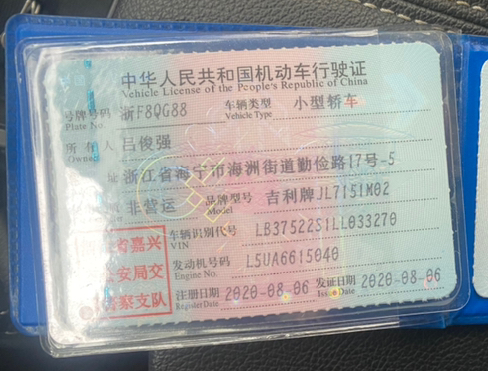 中华人民共和国机动车行驶证
Vehicle License of the People's Republic of China
号牌号码 浙F8QG88 车辆类型 小型轿车
Plate No. Vehicle Type
所有人 吕俊强
Owner
址 浙江省海宁市海洲街道勤俭路17号-5
非营运 品牌型号 吉利牌JL7151M02
Model
车辆识别代号 LB37522S1LL033270
VIN
发动机号码 L5UA6615040
Engine No.
注册日期 2020-08-06 发证日期 2020-08-06
Register Date Issue Date
省嘉兴
安局交
警察支队